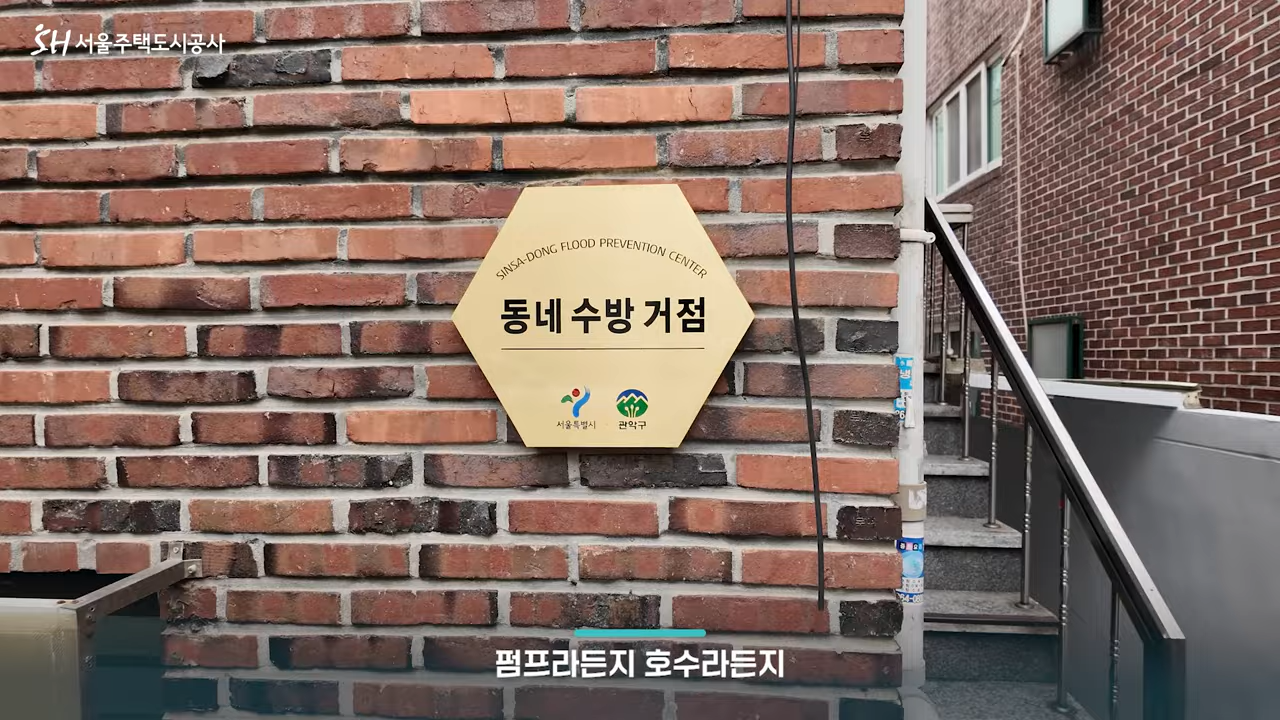 SH 서울주택도시공사
SINSA-DONG FLOOD PREVENTION CENTER
동네 수방 거점
서울특별시
관악구
펌프라든지 호수라든지